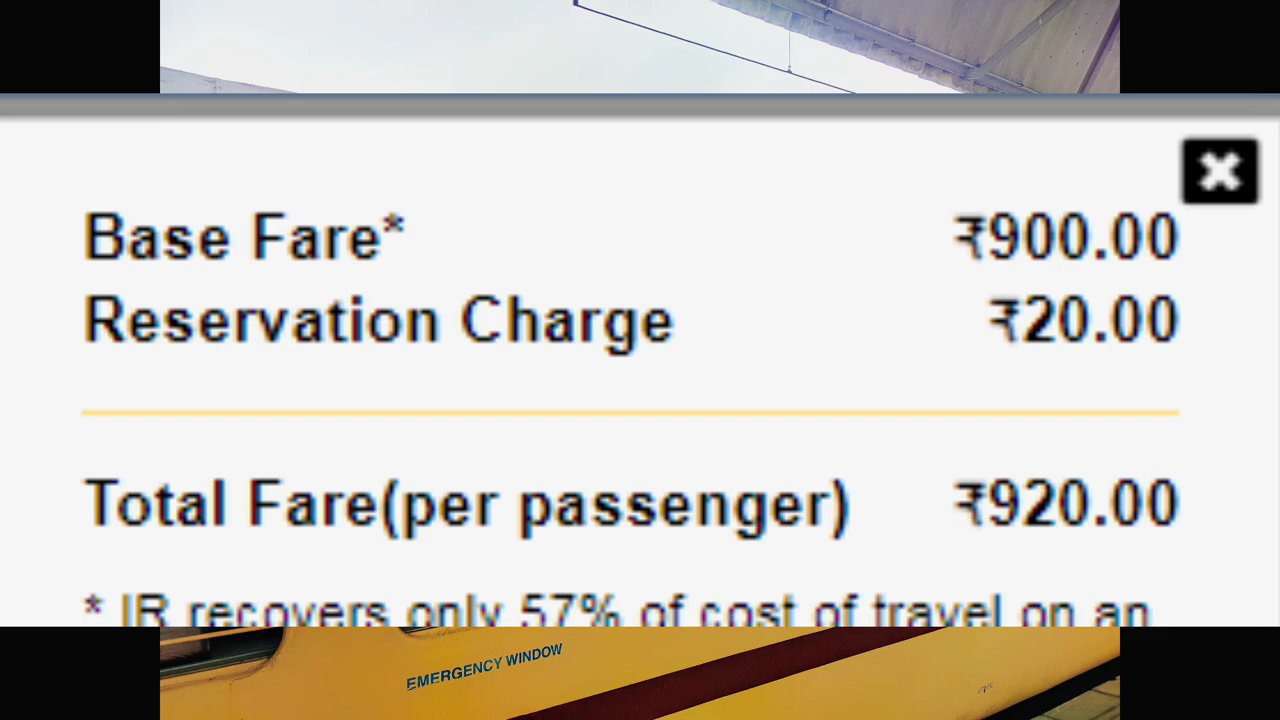 Base Fare* ₹900.00
Reservation Charge ₹20.00
Total Fare(per passenger) ₹920.00
* IR recovers only 57% of cost of travel on an
EMERGENCY WINDOW